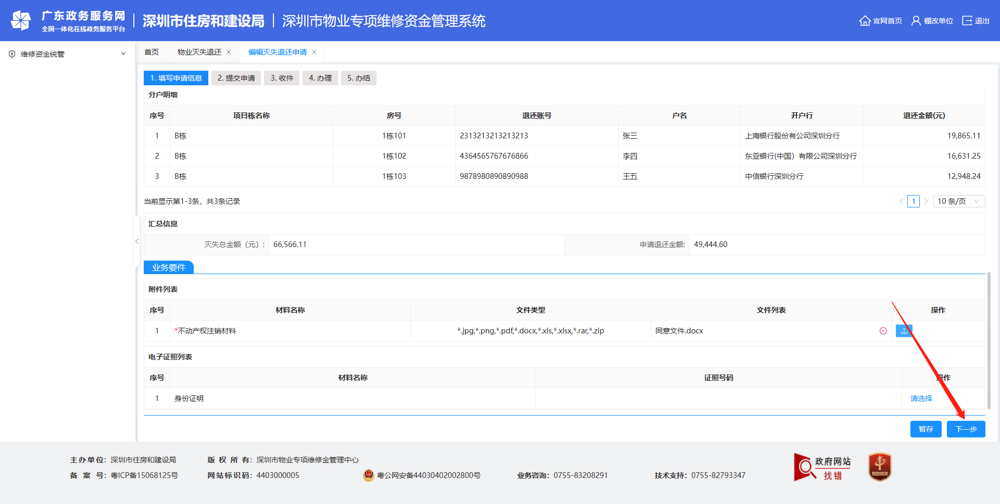 广东政务服务网
全国一体化在线政务服务平台
深圳市住房和建设局
深圳市物业专项维修资金管理系统
官网首页 棚改单位 退出
维修资金统管
首页 物业灭失退还 编辑灭失退还申请
1. 填写申请信息 2. 提交申请 3. 收件 4. 办理 5. 办结
分户明细
序号 项目栋名称 房号 退还账号 户名 开户行 退还金额(元)
1 B栋 1栋101 2313213213213213 张三 上海银行股份有公司深圳分行 19,865.11
2 B栋 1栋102 4364565767676866 李四 东亚银行(中国）有限公司深圳分行 16,631.25
3 B栋 1栋103 9878980890890988 王五 中信银行深圳分行 12,948.24
当前显示第1-3条，共3条记录
1 10 条/页
汇总信息
灭失总金额（元）: 66,566.11 申请退还金额: 49,444.60
业务要件
附件列表
序号 材料名称 文件类型 文件列表 操作
1 *不动产权注销材料 *.jpg,*.png,*.pdf,*.docx,*.xls,*.xlsx,*.rar,*.zip 同意文件.docx
电子证照列表
序号 材料名称 证照号码 操作
1 身份证明 请选择
暂存 下一步
主办单位：深圳市住房和建设局 版 权 所 有：深圳市物业专项维修金管理中心
备 案 号：粤ICP备15068125号 网站标识码：4403000005 粤公网安备44030402002800号 业务咨询：0755-83208291 技术支持：0755-82793347
政府网站
找错
党政机关